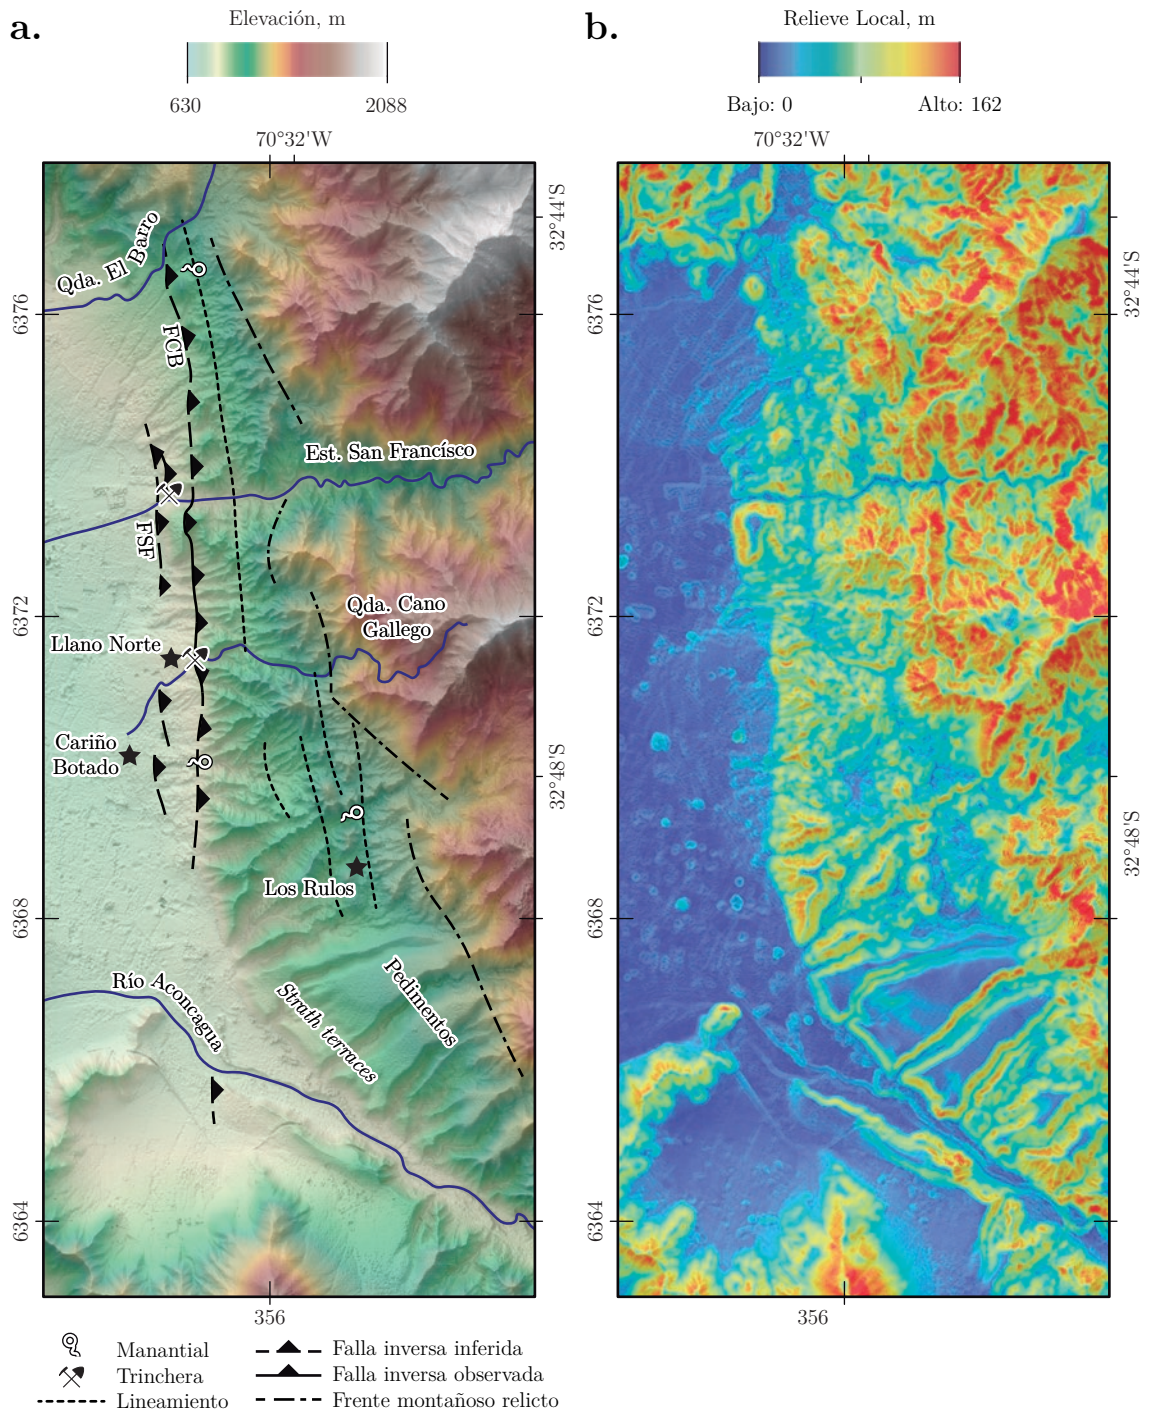 a.
Elevación, m
630
2088
70°32'W
b.
Relieve Local, m
Bajo: 0
Alto: 162
70°32'W
Qda. El Barro
FCB
Est. San Francísco
FSF
Qda. Cano
Gallego
Llano Norte
Cariño
Botado
Los Rulos
Río Aconcagua
Strath terraces
Pedimentos
6376
6372
6368
6364
32°44'S
32°48'S
356
6376
6372
6368
6364
32°44'S
32°48'S
356
Manantial
Trinchera
Lineamiento
Falla inversa inferida
Falla inversa observada
Frente montañoso relicto